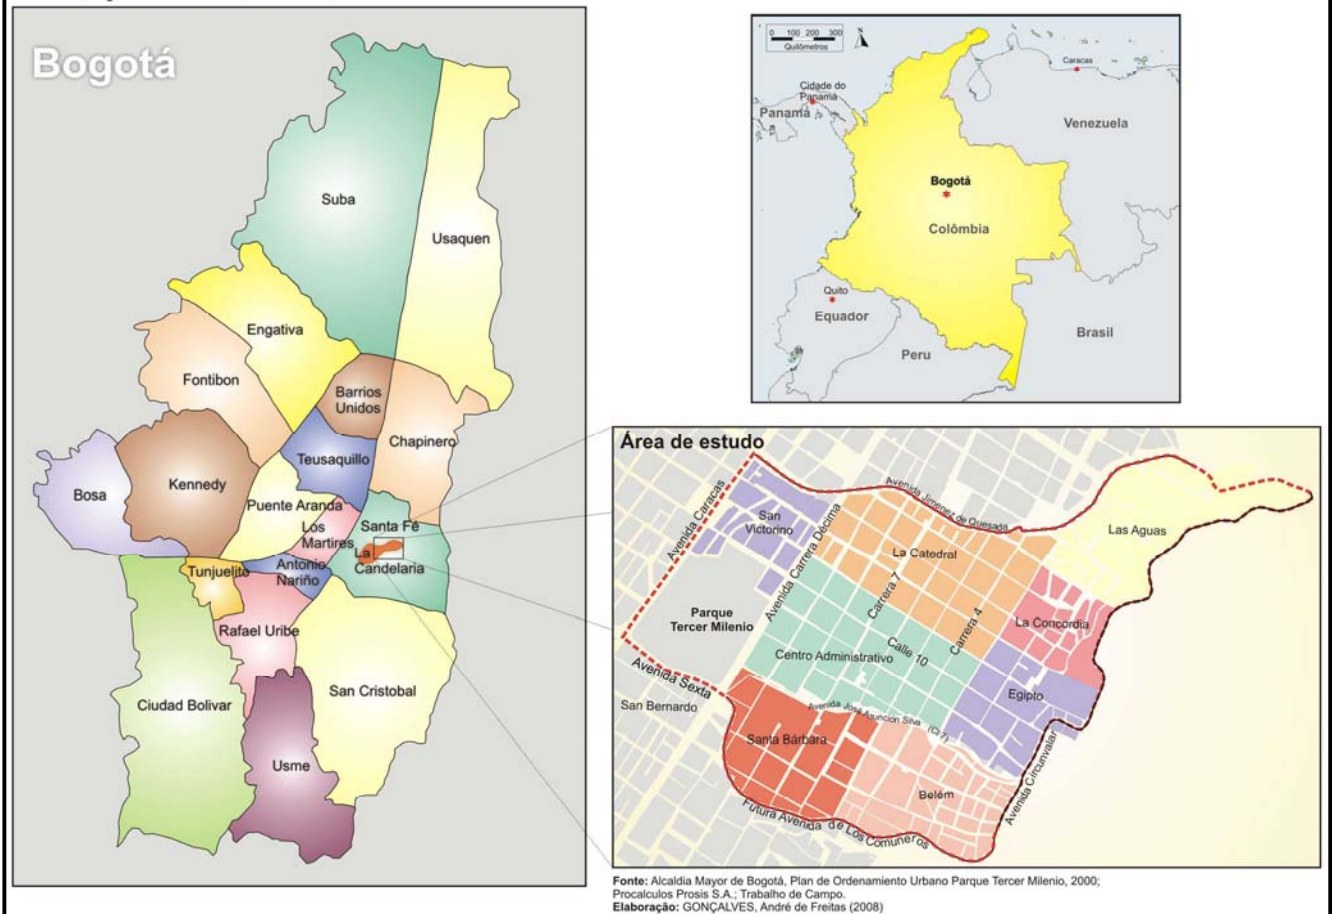 Bogotá
Suba
Usaquen
Engativa
Fontibon
Barrios
Unidos
Chapinero
Teusaquillo
Bosa
Kennedy
Puente Aranda
Los
Martires
Santa Fé
La
Candelaria
Tunjuelito
Antonio
Nariño
Rafael Uribe
San Cristobal
Ciudad Bolivar
Usme
0 100 200 300
Quilômetros
N
Caracas
Cidade do
Panamá
Panamá
Venezuela
Bogotá
Colômbia
Quito
Equador
Peru
Brasil
Área de estudo
Avenida Caracas
San
Victorino
Avenida Jimenez de Quesada
Las Aguas
Avenida Carrera Décima
La Catedral
Carrera 7
Carrera 4
Parque
Tercer Milenio
La Concordia
Calle 10
Centro Administrativo
Avenida Sexta
San Bernardo
Egipto
Avenida José Asunción Silva (Cl 7)
Santa Bárbara
Belém
Avenida Circunvalar
Futura Avenida de Los Comuneros
Fonte: Alcaldia Mayor de Bogotá, Plan de Ordenamiento Urbano Parque Tercer Milenio, 2000;
Procalculos Prosis S.A.; Trabalho de Campo.
Elaboração: GONÇALVES, André de Freitas (2008)